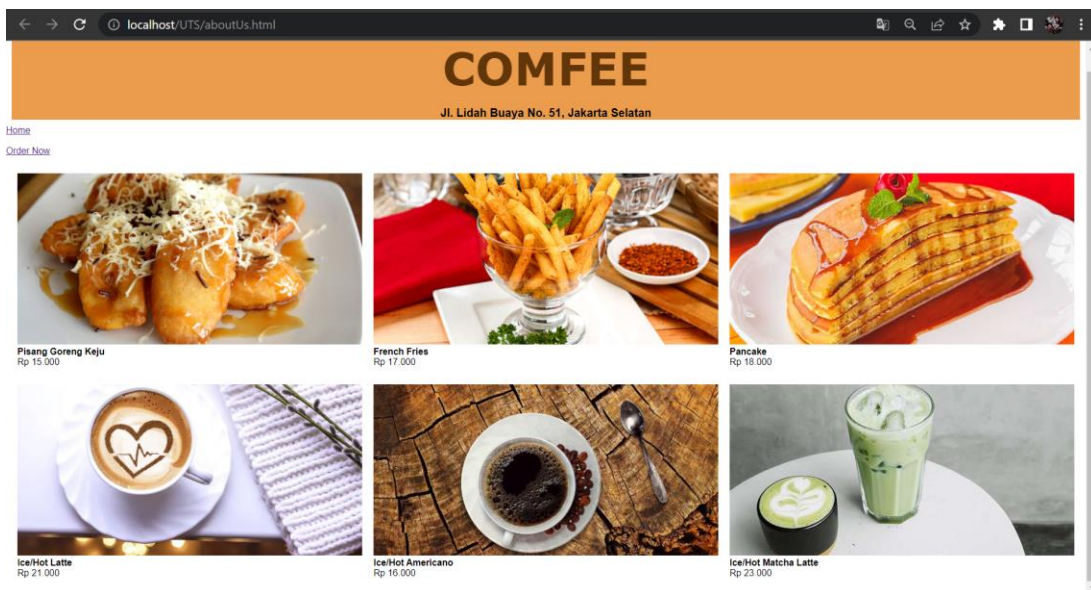 localhost/UTS/aboutUs.html
COMFEE
Jl. Lidah Buaya No. 51, Jakarta Selatan
Home
Order Now
Pisang Goreng Keju
Rp 15.000
French Fries
Rp 17.000
Pancake
Rp 18.000
Ice/Hot Latte
Rp 21.000
Ice/Hot Americano
Rp 16.000
Ice/Hot Matcha Latte
Rp 23.000